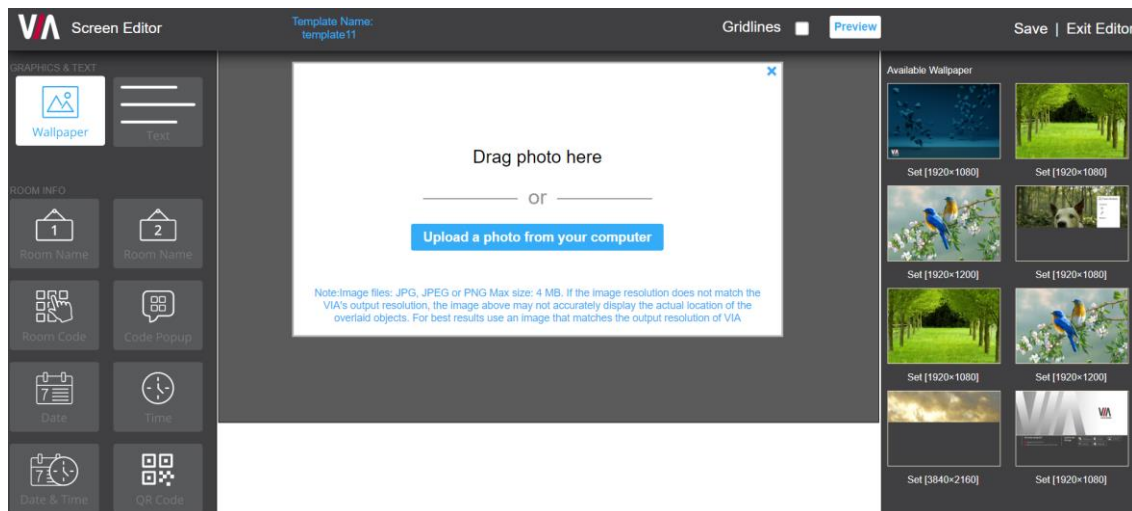 VIA Screen Editor
Template Name:
template11
Gridlines
Preview
Save | Exit Editor
GRAPHICS & TEXT
Wallpaper
Text
ROOM INFO
1
Room Name
2
Room Name
Room Code
Code Popup
7
Date
Time
7
Date & Time
QR Code
×
Drag photo here
or
Upload a photo from your computer
Note:Image files: JPG, JPEG or PNG Max size: 4 MB. If the image resolution does not match the
VIA's output resolution, the image above may not accurately display the actual location of the
overlaid objects. For best results use an image that matches the output resolution of VIA
Available Wallpaper
VIA
Set [1920×1080]
Set [1920×1080]
Set [1920×1200]
Set [1920×1080]
Set [1920×1080]
Set [1920×1200]
VIA
Set [3840×2160]
Set [1920×1080]